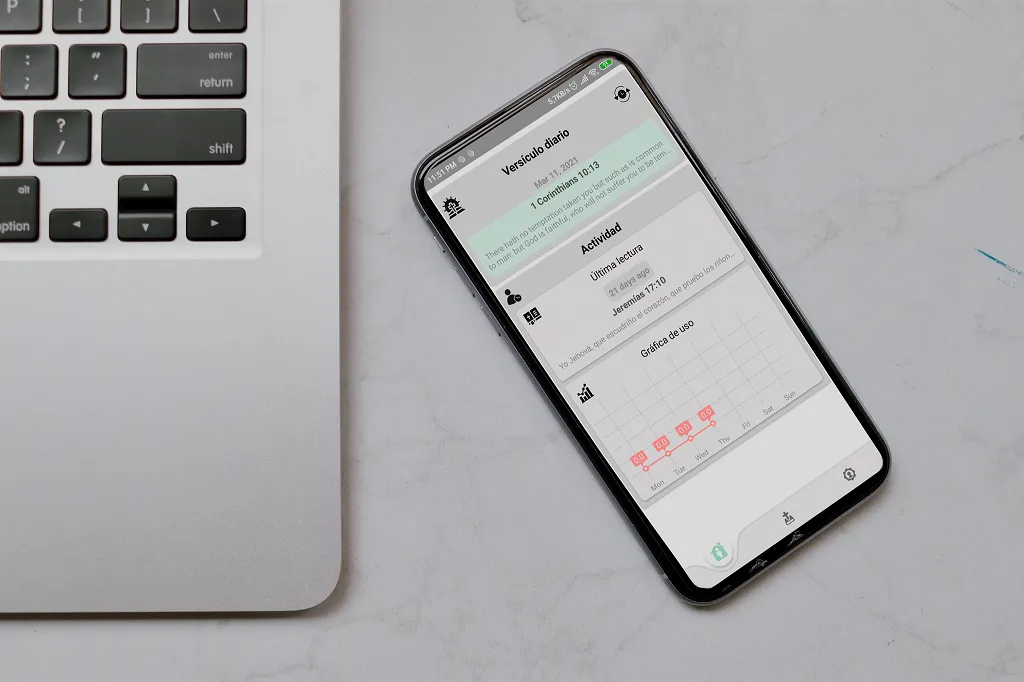 P
{ [
} ]
| \
: ;
" '
enter
return
? /
shift
alt
option
11:51 PM
5.7KB/s
Versículo diario
Mar 11, 2021
1 Corinthians 10:13
There hath no temptation taken you but such as is common
to man: but God is faithful, who will not suffer you to be tem...
Actividad
Última lectura
21 days ago
Jeremías 17:10
Yo Jehová, que escudriño el corazón, que pruebo los riñon...
Gráfica de uso
0,0 0,0 0,0 0,0
Mon Tue Wed Thu Fri Sat Sun